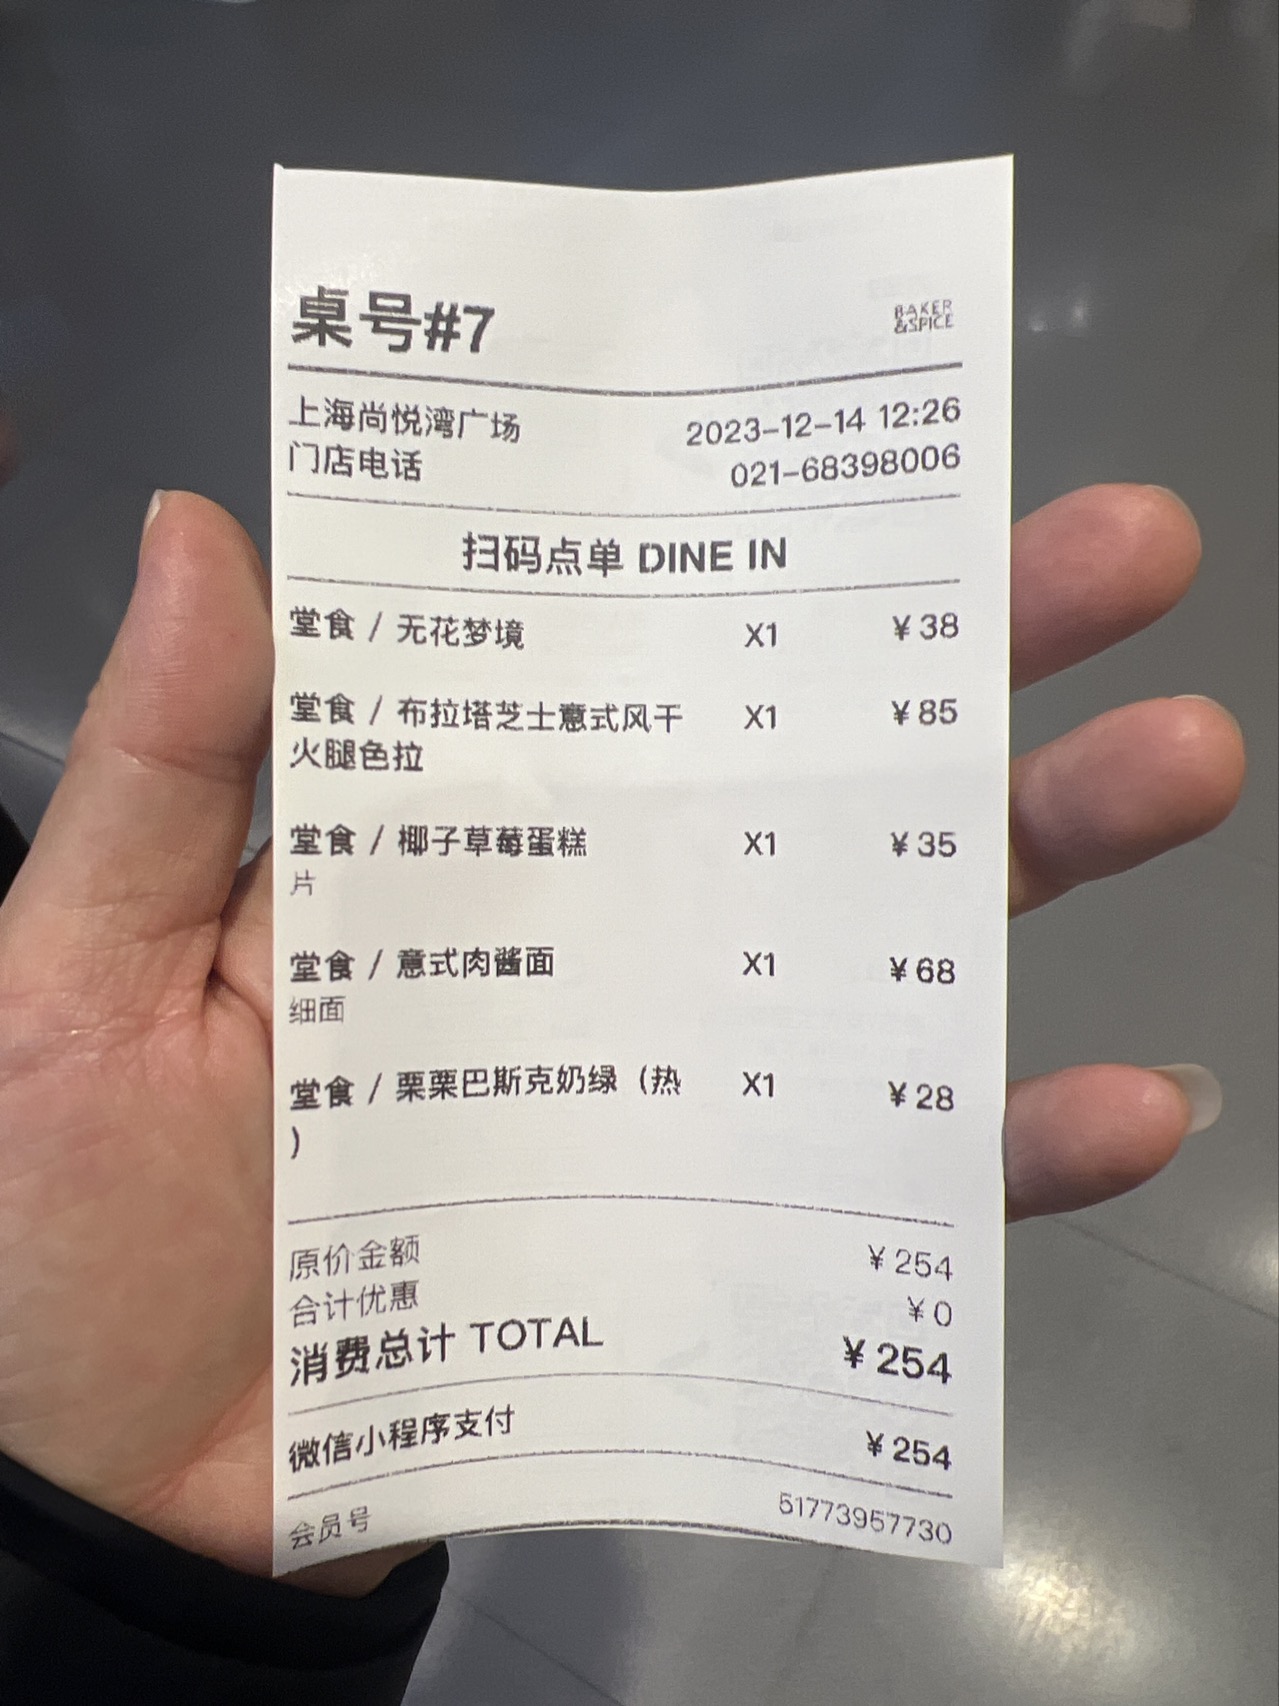 桌号#7
BAKER
&SPICE
上海尚悦湾广场 2023-12-14 12:26
门店电话 021-68398006
扫码点单 DINE IN
堂食 / 无花梦境 X1 ¥38
堂食 / 布拉塔芝士意式风干 X1 ¥85
火腿色拉
堂食 / 椰子草莓蛋糕 X1 ¥35
片
堂食 / 意式肉酱面 X1 ¥68
细面
堂食 / 栗栗巴斯克奶绿（热 X1 ¥28
）
原价金额 ¥254
合计优惠 ¥0
消费总计 TOTAL ¥254
微信小程序支付 ¥254
会员号 51773957730